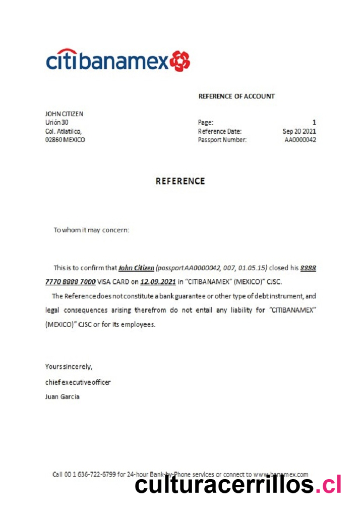 citibanamex
REFERENCE OF ACCOUNT
JOHN CITIZEN
Unión 30
Col. Atlatilco,
02860 MEXICO
Page: 1
Reference Date: Sep 20 2021
Passport Number: AA0000042
REFERENCE
To whom it may concern:
This is to confirm that John Citizen (passport AA0000042, 007, 01.05.15) closed his 8888
7770 8889 7000 VISA CARD on 12.09.2021 in "CITIBANAMEX" (MEXICO)" CJSC.
The Reference does not constitute a bank guarantee or other type of debt instrument, and
legal consequences arising therefrom do not entail any liability for "CITIBANAMEX"
(MEXICO)" CJSC or for its employees.
Yours sincerely,
chief executive officer
Juan García
Call 00 1 636-722-6799 for 24-hour Bank-by-Phone services or connect to www.banamex.com
culturacerrillos.cl